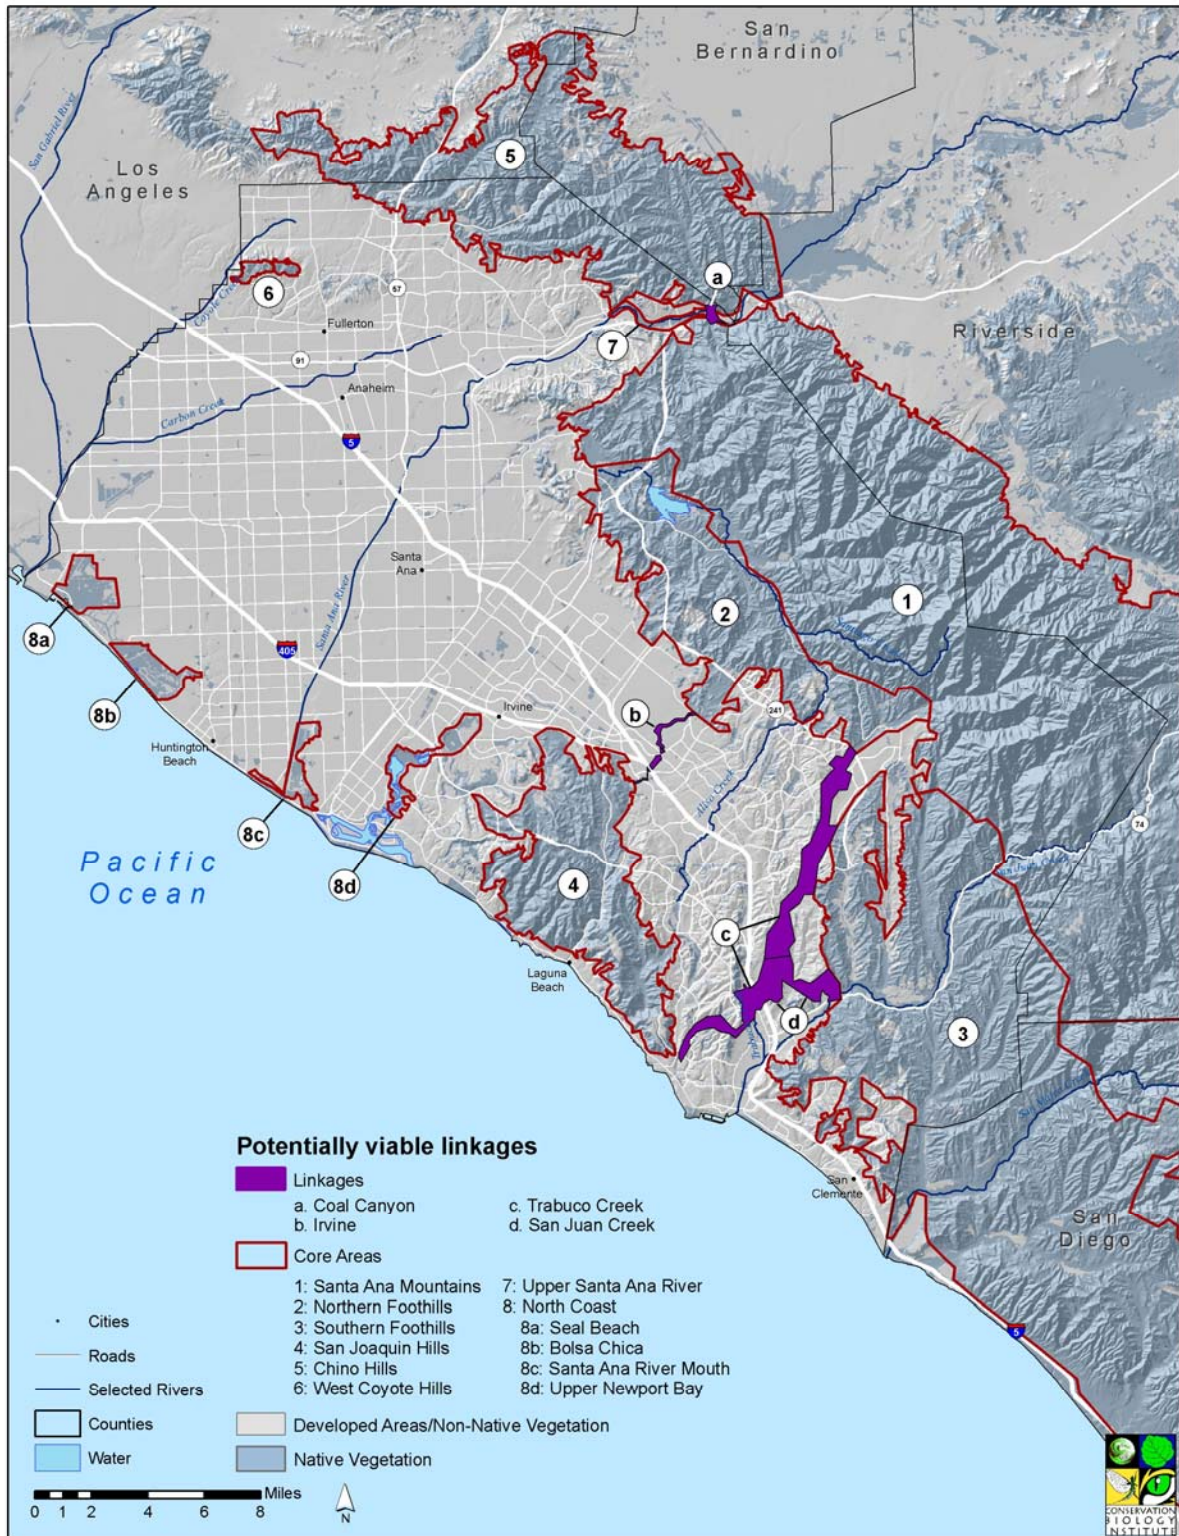 San
Bernardino
San Gabriel River
5
Los
Angeles
a
6
57
Coyote Creek
Riverside
Fullerton
7
91
Anaheim
Carbon Creek
5
Santa
Ana
1
2
Santa Ana River
8a
405
8b
b
Irvine
241
Huntington
Beach
Aliso Creek
74
8c
San Juan Creek
Pacific
Ocean
8d
4
c
Laguna
Beach
d
3
Trabuco
San
Clemente
San
Diego
5
Potentially viable linkages
Linkages
a. Coal Canyon
b. Irvine
c. Trabuco Creek
d. San Juan Creek
Core Areas
1: Santa Ana Mountains
2: Northern Foothills
3: Southern Foothills
4: San Joaquin Hills
5: Chino Hills
6: West Coyote Hills
7: Upper Santa Ana River
8: North Coast
8a: Seal Beach
8b: Bolsa Chica
8c: Santa Ana River Mouth
8d: Upper Newport Bay
Cities
Roads
Selected Rivers
Counties
Water
Developed Areas/Non-Native Vegetation
Native Vegetation
Miles
0 1 2 4 6 8
N
CONSERVATION
BIOLOGY
INSTITUTE